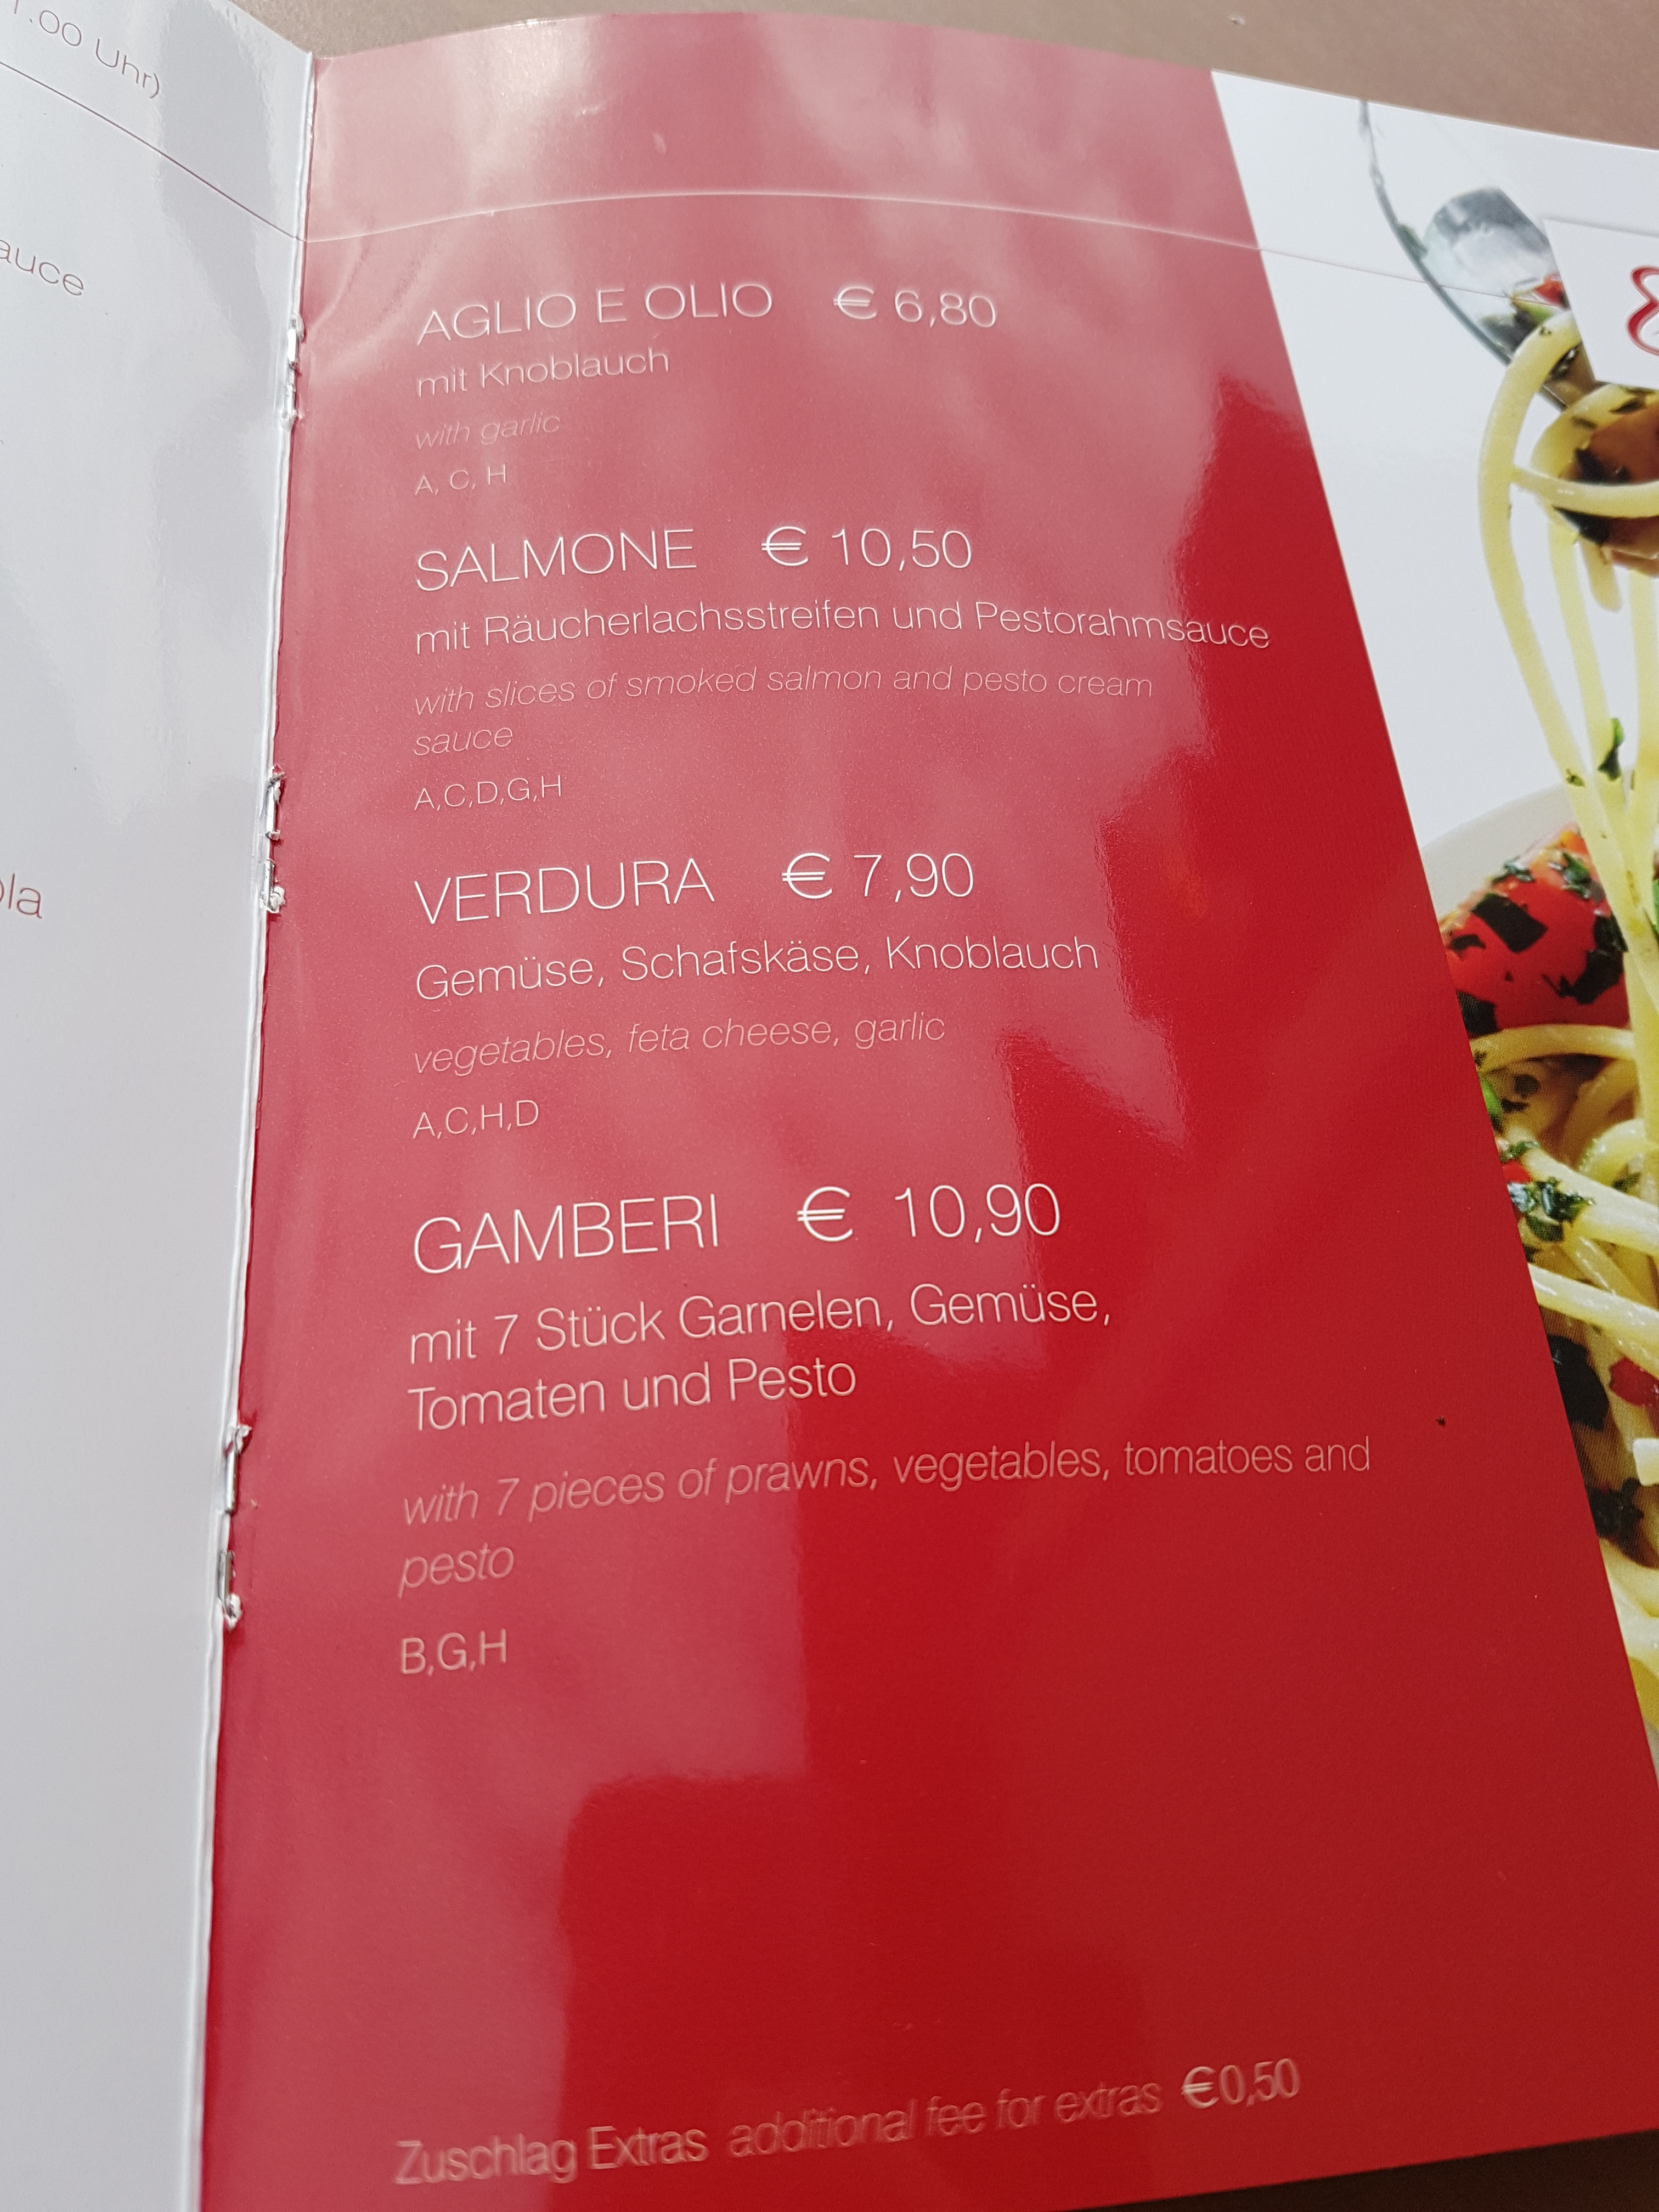 1.00 Uhr)
auce
ola
AGLIO E OLIO € 6,80
mit Knoblauch
with garlic
A, C, H
SALMONE € 10,50
mit Räucherlachsstreifen und Pestorahmsauce
with slices of smoked salmon and pesto cream
sauce
A,C,D,G,H
VERDURA € 7,90
Gemüse, Schafskäse, Knoblauch
vegetables, feta cheese, garlic
A,C,H,D
GAMBERI € 10,90
mit 7 Stück Garnelen, Gemüse,
Tomaten und Pesto
with 7 pieces of prawns, vegetables, tomatoes and
pesto
B,G,H
Zuschlag Extras additional fee for extras €0,50